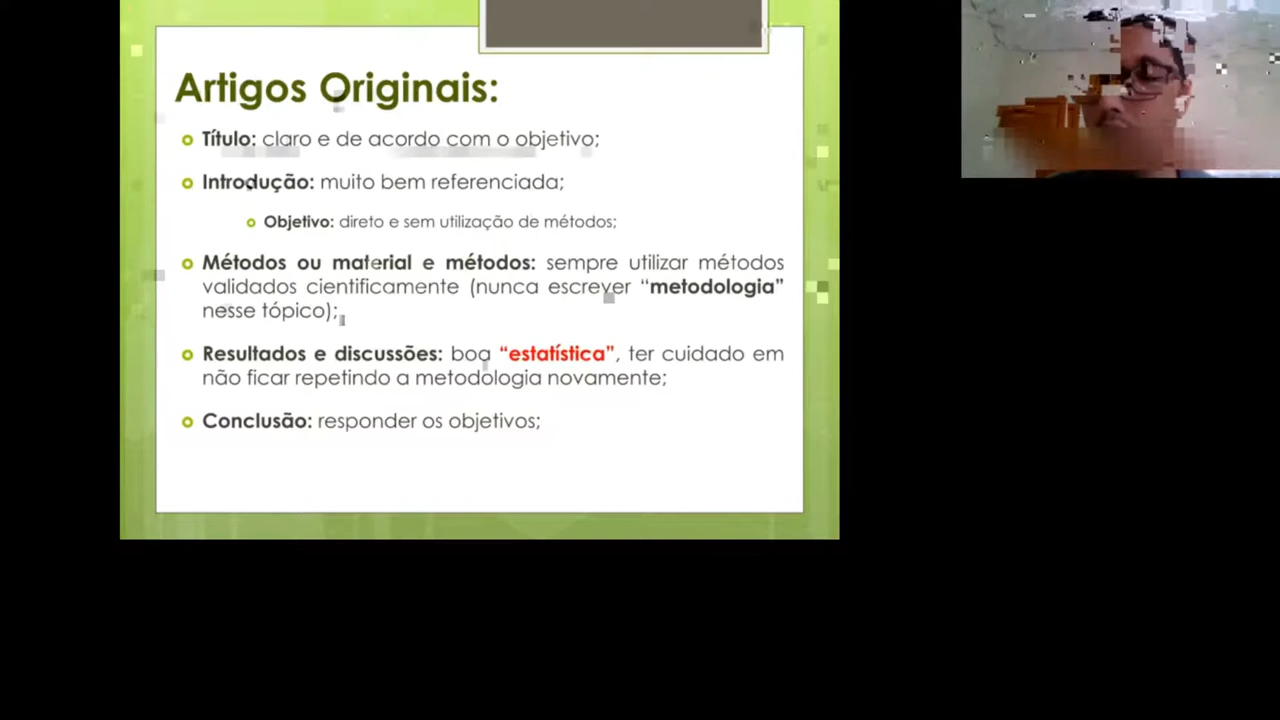 Artigos Originais:
Título: claro e de acordo com o objetivo;
Introdução: muito bem referenciada;
Objetivo: direto e sem utilização de métodos;
Métodos ou material e métodos: sempre utilizar métodos
validados cientificamente (nunca escrever “metodologia”
nesse tópico);
Resultados e discussões: boa “estatística”, ter cuidado em
não ficar repetindo a metodologia novamente;
Conclusão: responder os objetivos;